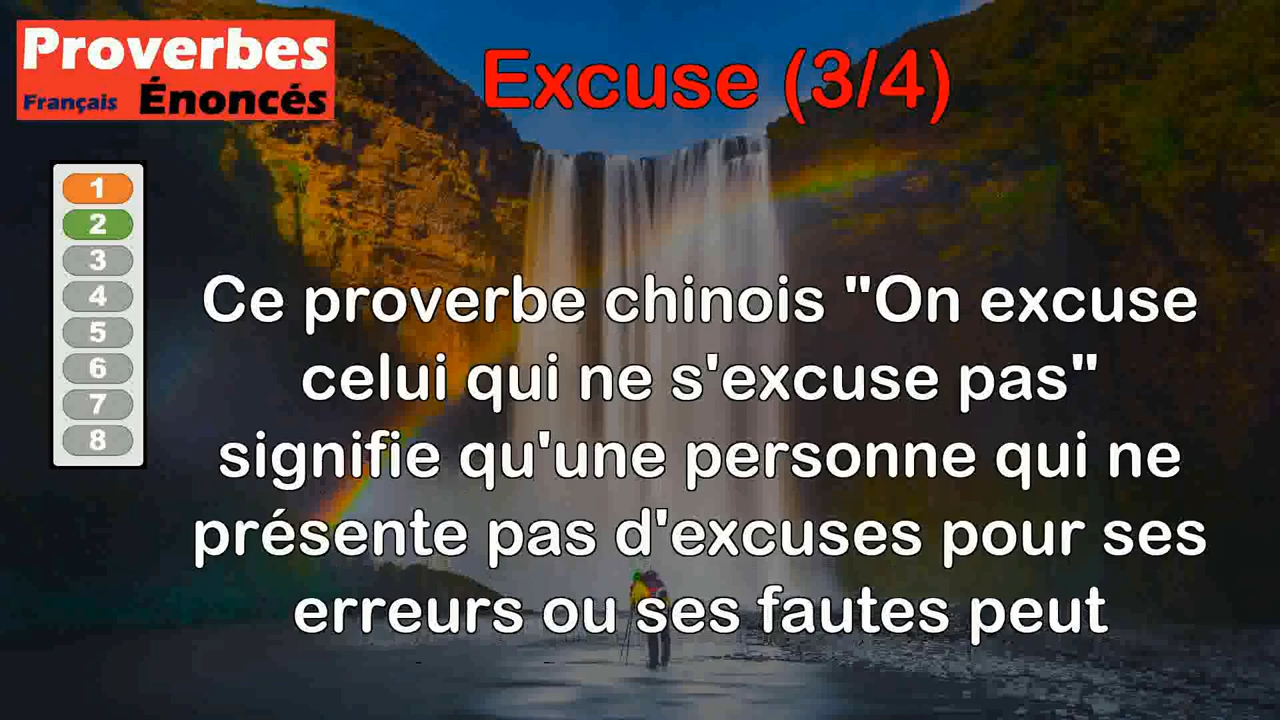 Proverbes
Français Énoncés
Excuse (3/4)
1
2
3
4
5
6
7
8
Ce proverbe chinois "On excuse
celui qui ne s'excuse pas"
signifie qu'une personne qui ne
présente pas d'excuses pour ses
erreurs ou ses fautes peut